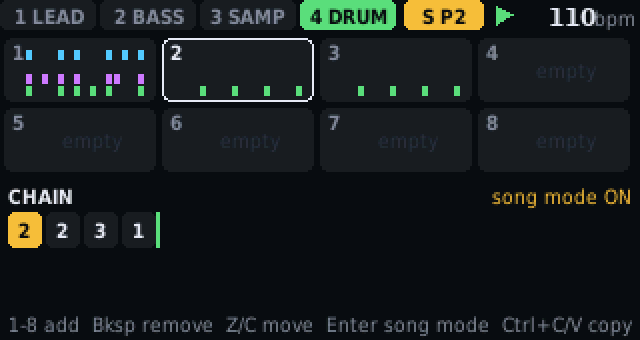 1 LEAD 2 BASS 3 SAMP 4 DRUM S P2 110bpm
1 2 3 4 empty
5 empty 6 empty 7 empty 8 empty
CHAIN song mode ON
2 2 3 1
1-8 add Bksp remove Z/C move Enter song mode Ctrl+C/V copy